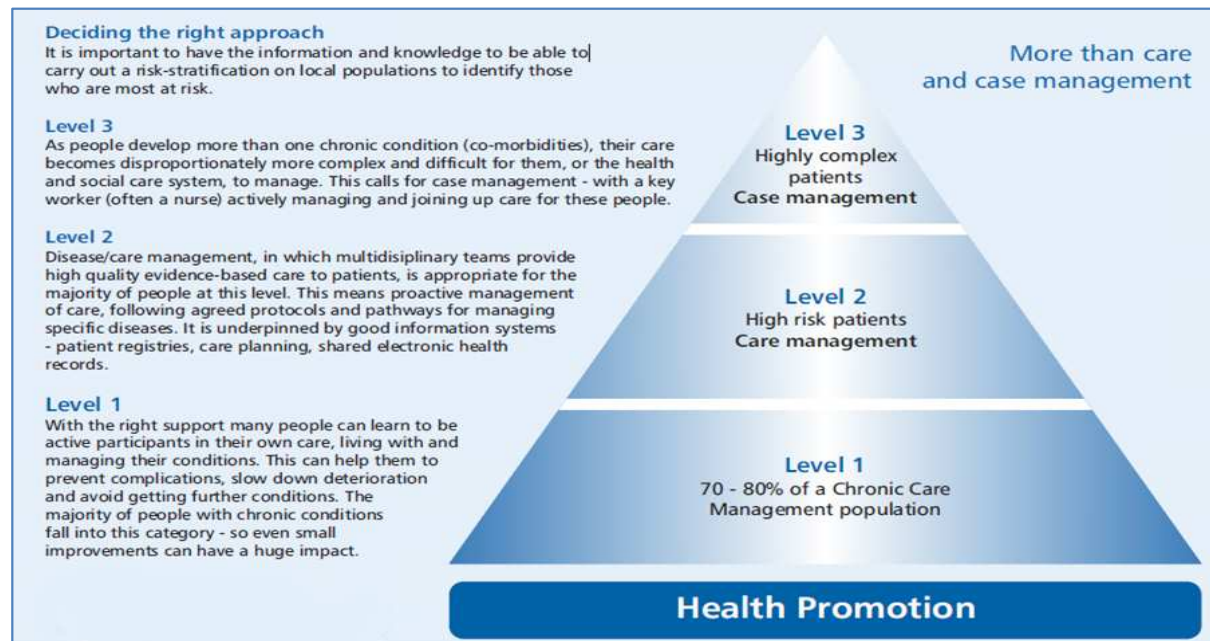 Deciding the right approach
It is important to have the information and knowledge to be able to
carry out a risk-stratification on local populations to identify those
who are most at risk.
Level 3
As people develop more than one chronic condition (co-morbidities), their care
becomes disproportionately more complex and difficult for them, or the health
and social care system, to manage. This calls for case management - with a key
worker (often a nurse) actively managing and joining up care for these people.
Level 2
Disease/care management, in which multidisiplinary teams provide
high quality evidence-based care to patients, is appropriate for the
majority of people at this level. This means proactive management
of care, following agreed protocols and pathways for managing
specific diseases. It is underpinned by good information systems
- patient registries, care planning, shared electronic health
records.
Level 1
With the right support many people can learn to be
active participants in their own care, living with and
managing their conditions. This can help them to
prevent complications, slow down deterioration
and avoid getting further conditions. The
majority of people with chronic conditions
fall into this category - so even small
improvements can have a huge impact.
More than care
and case management
Level 3
Highly complex
patients
Case management
Level 2
High risk patients
Care management
Level 1
70 - 80% of a Chronic Care
Management population
Health Promotion